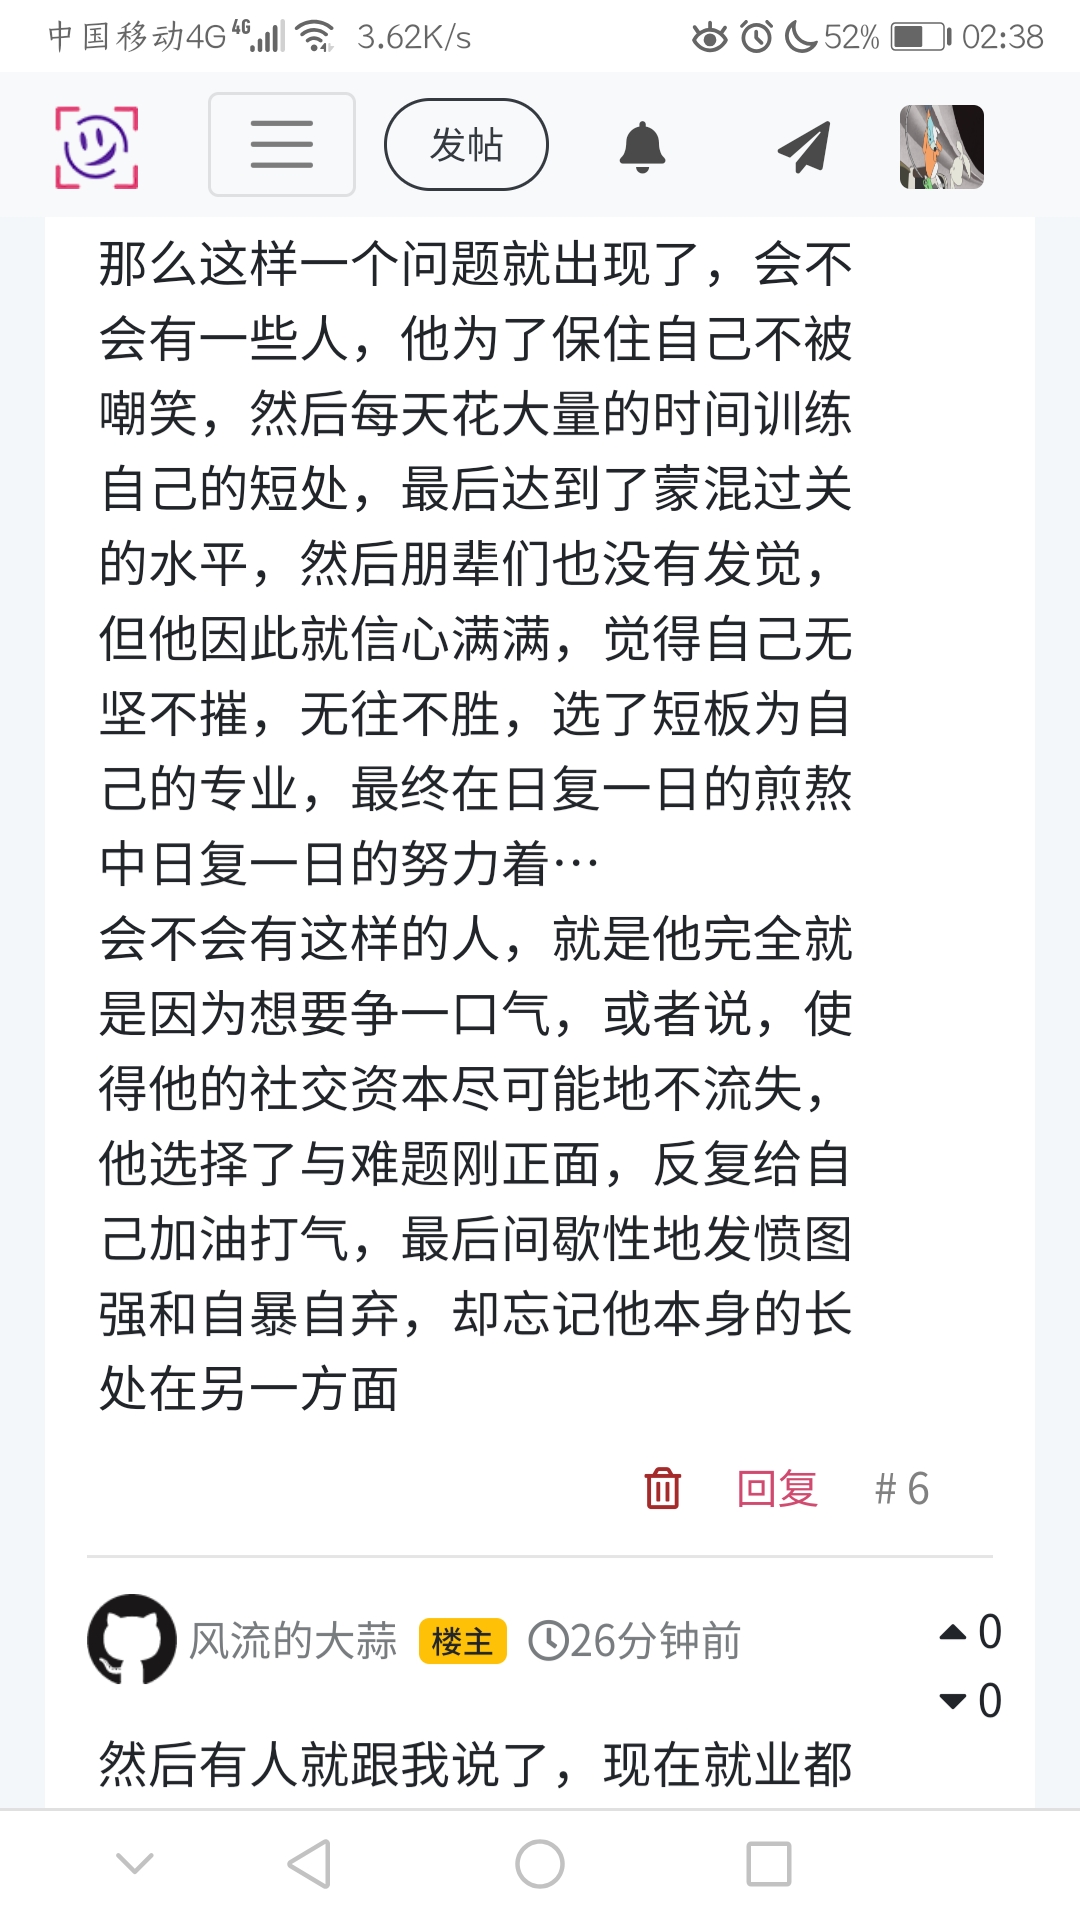 中国移动4G 4G 3.62K/s 52% 02:38
发帖
那么这样一个问题就出现了，会不
会有一些人，他为了保住自己不被
嘲笑，然后每天花大量的时间训练
自己的短处，最后达到了蒙混过关
的水平，然后朋辈们也没有发觉，
但他因此就信心满满，觉得自己无
坚不摧，无往不胜，选了短板为自
己的专业，最终在日复一日的煎熬
中日复一日的努力着…
会不会有这样的人，就是他完全就
是因为想要争一口气，或者说，使
得他的社交资本尽可能地不流失，
他选择了与难题刚正面，反复给自
己加油打气，最后间歇性地发愤图
强和自暴自弃，却忘记他本身的长
处在另一方面
回复 # 6
风流的大蒜 楼主 26分钟前 0
0
然后有人就跟我说了，现在就业都